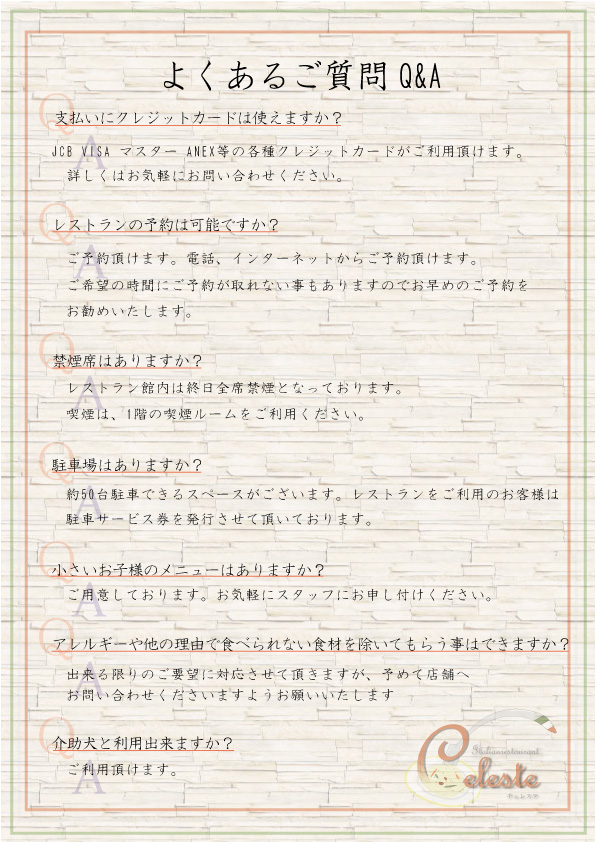 よくあるご質問 Q&A
Q
支払いにクレジットカードは使えますか？
A
JCB VISA マスター ANEX等の各種クレジットカードがご利用頂けます。
詳しくはお気軽にお問い合わせください。
Q
レストランの予約は可能ですか？
A
ご予約頂けます。電話、インターネットからご予約頂けます。
ご希望の時間にご予約が取れない事もありますのでお早めのご予約を
お勧めいたします。
Q
禁煙席はありますか？
A
レストラン館内は終日全席禁煙となっております。
喫煙は、1階の喫煙ルームをご利用ください。
Q
駐車場はありますか？
A
約50台駐車できるスペースがございます。レストランをご利用のお客様は
駐車サービス券を発行させて頂いております。
Q
小さいお子様のメニューはありますか？
A
ご用意しております。お気軽にスタッフにお申し付けください。
Q
アレルギーや他の理由で食べられない食材を除いてもらう事はできますか？
A
出来る限りのご要望に対応させて頂きますが、予めて店舗へ
お問い合わせくださいますようお願いいたします
Q
介助犬と利用出来ますか？
A
ご利用頂けます。
Italianrestaurant
Celeste